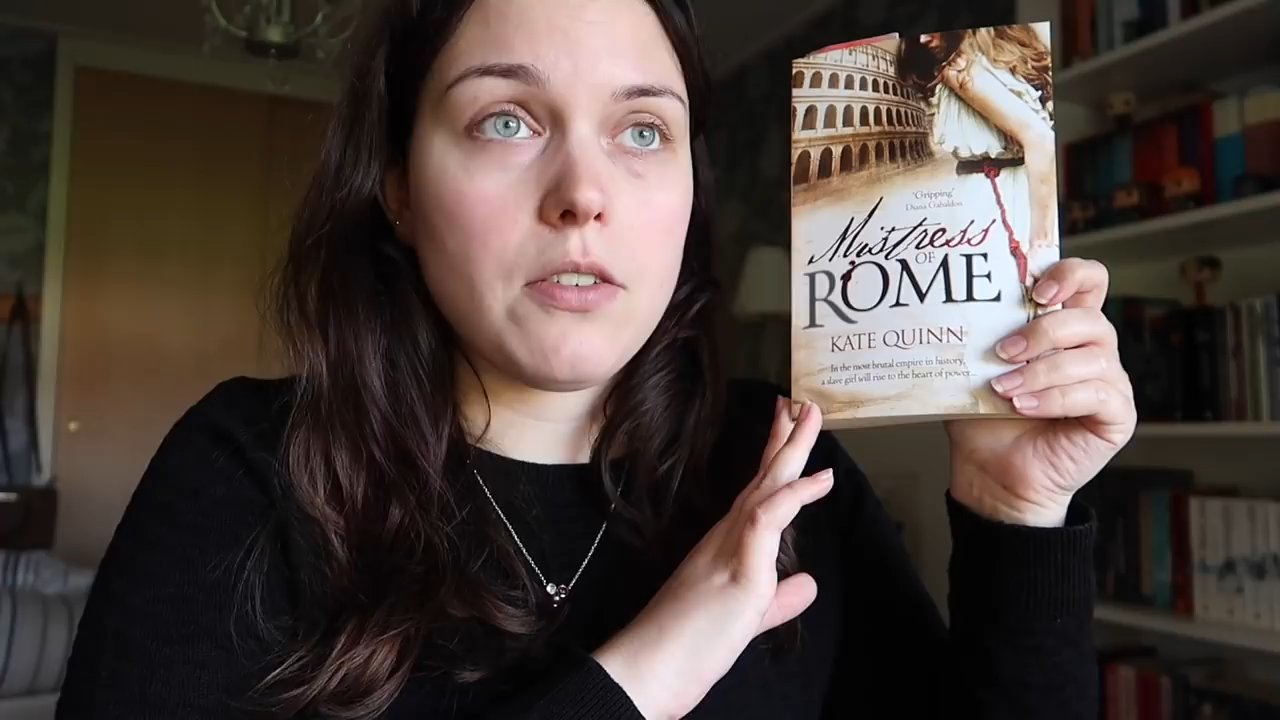 'Gripping'
Diana Gabaldon
Mistress
OF
ROME
KATE QUINN
In the most brutal empire in history,
a slave girl will rise to the heart of power...